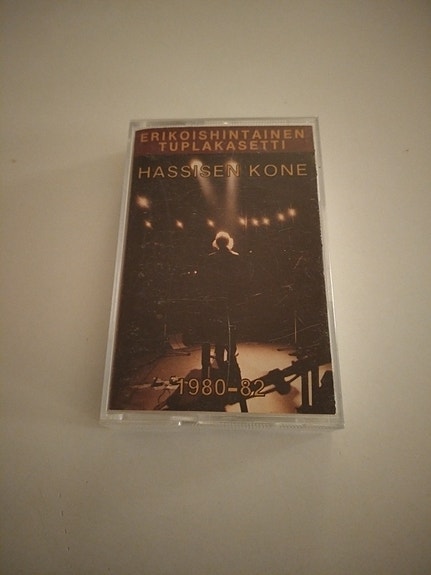 ERIKOISHINTAINEN
TUPLAKASETTI
HASSISEN KONE
1980-82